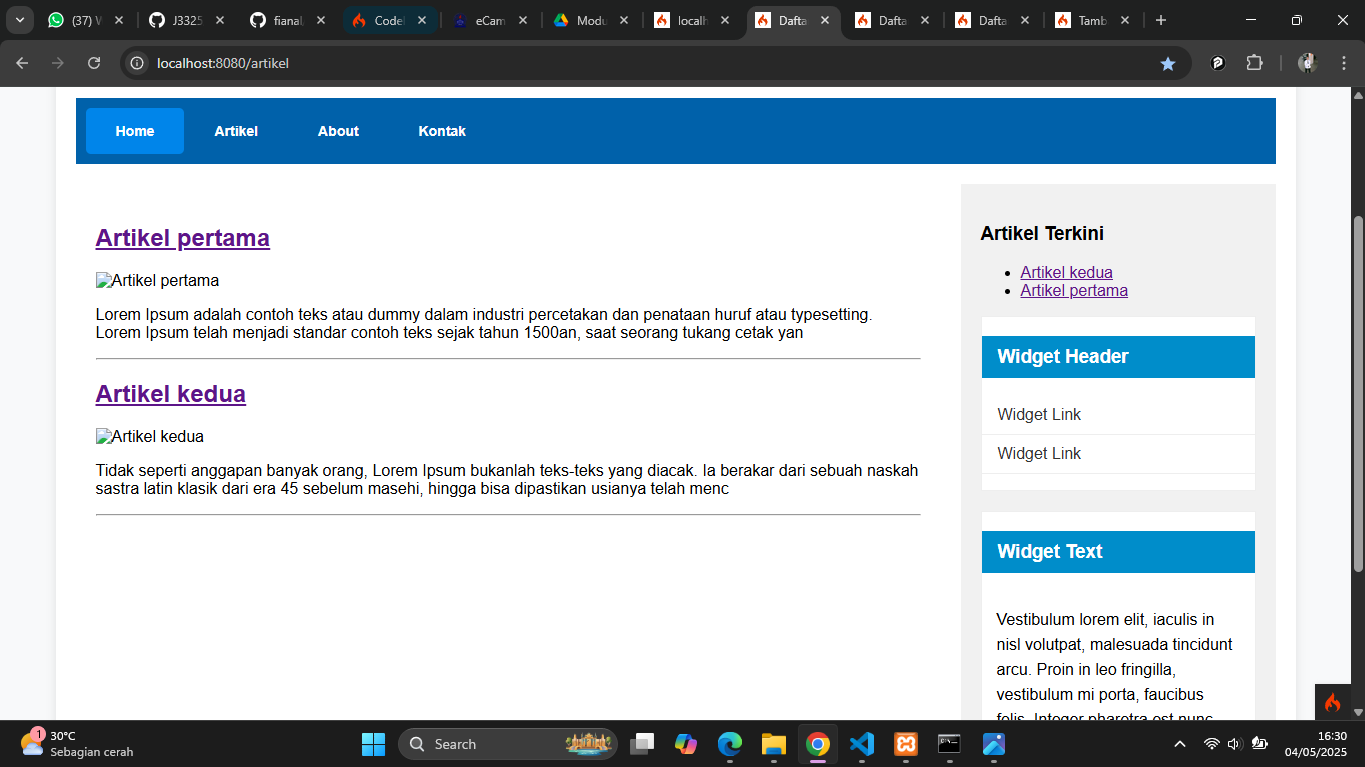 (37) W
J3325
fianaL
CodeI
eCam
Modu
localh
Dafta
Dafta
Dafta
Tamb
localhost:8080/artikel
Home
Artikel
About
Kontak
Artikel pertama
Artikel pertama
Lorem Ipsum adalah contoh teks atau dummy dalam industri percetakan dan penataan huruf atau typesetting.
Lorem Ipsum telah menjadi standar contoh teks sejak tahun 1500an, saat seorang tukang cetak yan
Artikel kedua
Artikel kedua
Tidak seperti anggapan banyak orang, Lorem Ipsum bukanlah teks-teks yang diacak. Ia berakar dari sebuah naskah
sastra latin klasik dari era 45 sebelum masehi, hingga bisa dipastikan usianya telah menc
Artikel Terkini
Artikel kedua
Artikel pertama
Widget Header
Widget Link
Widget Link
Widget Text
Vestibulum lorem elit, iaculis in
nisl volutpat, malesuada tincidunt
arcu. Proin in leo fringilla,
vestibulum mi porta, faucibus
felis. Integer pharetra est nunc,
1
30°C
Sebagian cerah
Search
16:30
04/05/2025